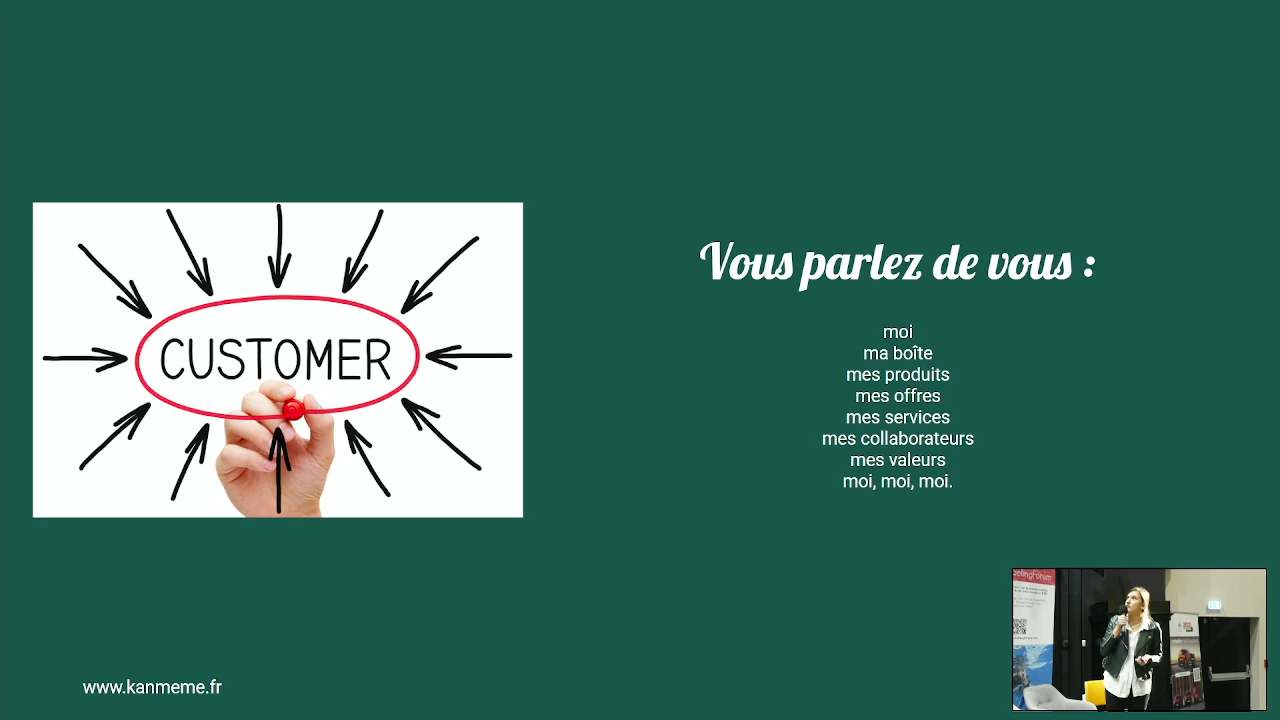 CUSTOMER
Vous parlez de vous :
moi
ma boîte
mes produits
mes offres
mes services
mes collaborateurs
mes valeurs
moi, moi, moi.
www.kanmeme.fr